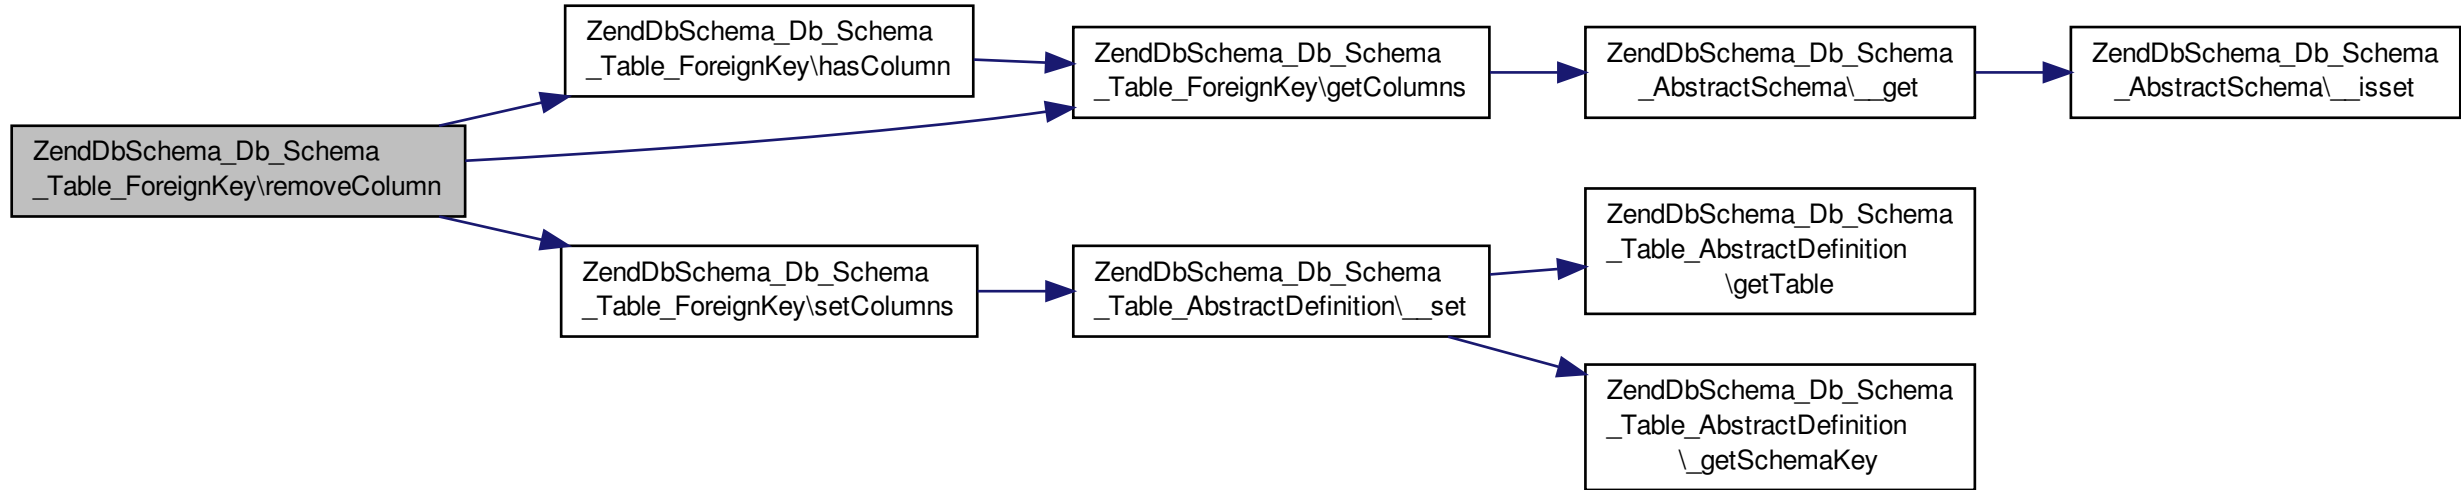 ZendDbSchema_Db_Schema
_Table_ForeignKey\removeColumn
ZendDbSchema_Db_Schema
_Table_ForeignKey\hasColumn
ZendDbSchema_Db_Schema
_Table_ForeignKey\getColumns
ZendDbSchema_Db_Schema
_AbstractSchema\__get
ZendDbSchema_Db_Schema
_AbstractSchema\__isset
ZendDbSchema_Db_Schema
_Table_ForeignKey\setColumns
ZendDbSchema_Db_Schema
_Table_AbstractDefinition\__set
ZendDbSchema_Db_Schema
_Table_AbstractDefinition
\getTable
ZendDbSchema_Db_Schema
_Table_AbstractDefinition
\_getSchemaKey